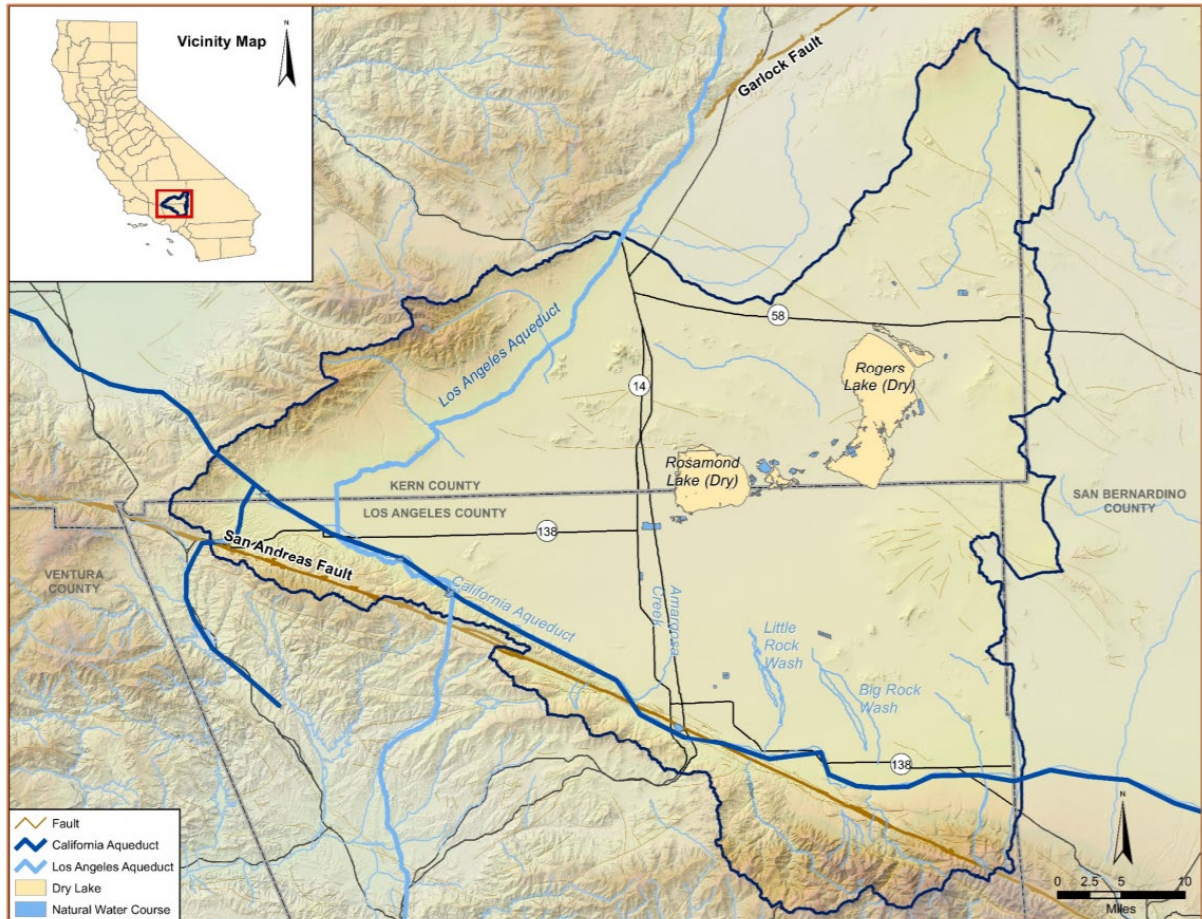 Vicinity Map
N
Garlock Fault
58
Los Angeles Aqueduct
14
Rogers
Lake (Dry)
Rosamond
Lake (Dry)
KERN COUNTY
LOS ANGELES COUNTY
SAN BERNARDINO
COUNTY
138
San Andreas Fault
VENTURA
COUNTY
California Aqueduct
Amargosa
Creek
Little
Rock
Wash
Big Rock
Wash
138
Fault
California Aqueduct
Los Angeles Aqueduct
Dry Lake
Natural Water Course
N
0 2.5 5 10
Miles